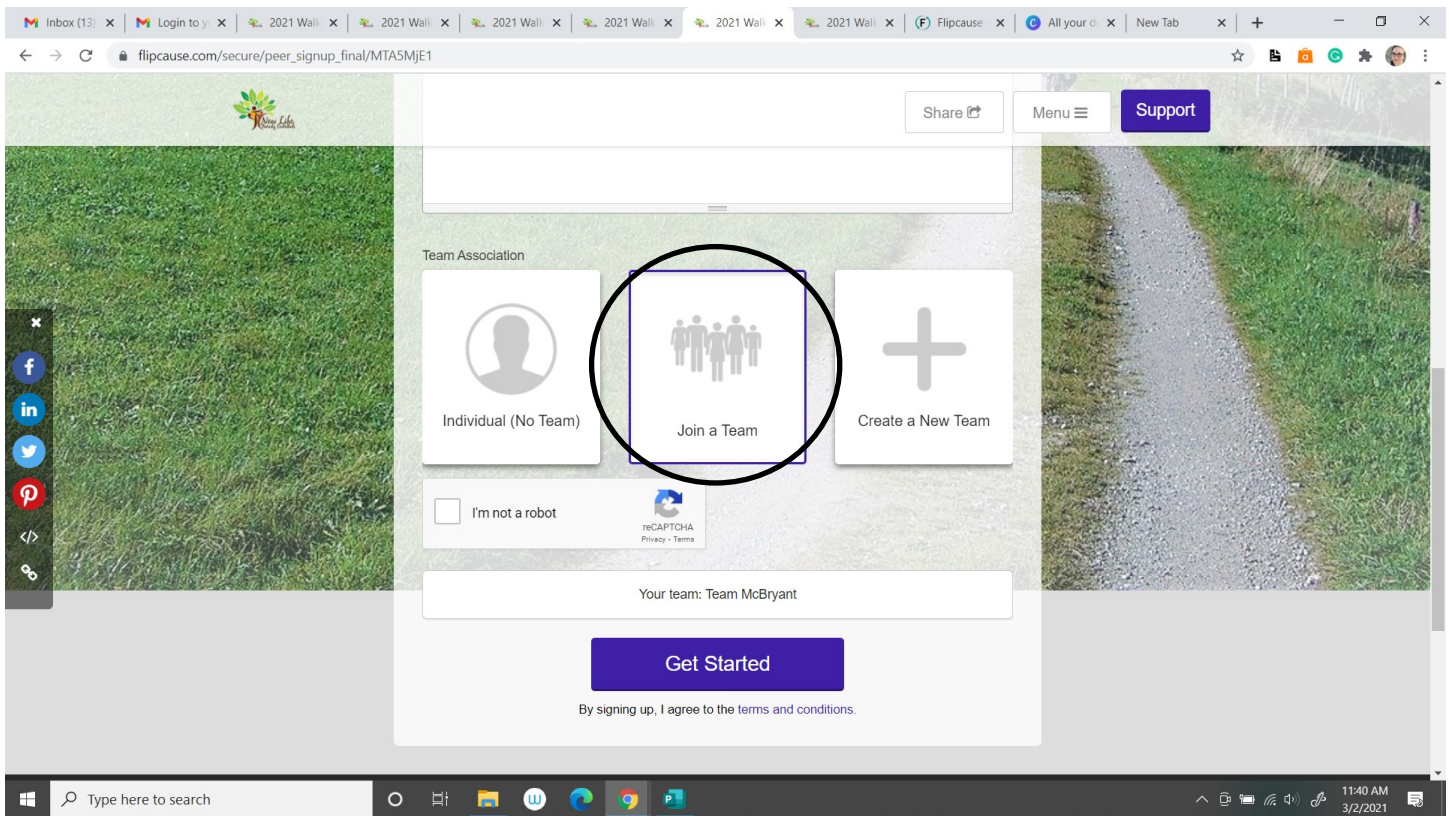 Inbox (13)
Login to y
2021 Walk
2021 Walk
2021 Walk
2021 Walk
2021 Walk
2021 Walk
Flipcause
All your d
New Tab
flipcause.com/secure/peer_signup_final/MTA5MjE1
New Life
Share
Menu
Support
Team Association
Individual (No Team)
Join a Team
Create a New Team
I'm not a robot
reCAPTCHA
Privacy - Terms
Your team: Team McBryant
Get Started
By signing up, I agree to the terms and conditions.
Type here to search
11:40 AM
3/2/2021